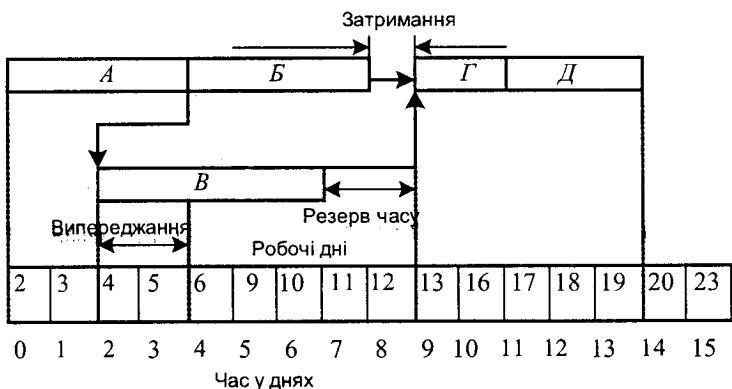 Затримання
А Б Г Д
В
Резерв часу
Випереджання
Робочі дні
2 3 4 5 6 9 10 11 12 13 16 17 18 19 20 23
0 1 2 3 4 5 6 7 8 9 10 11 12 13 14 15
Час у днях